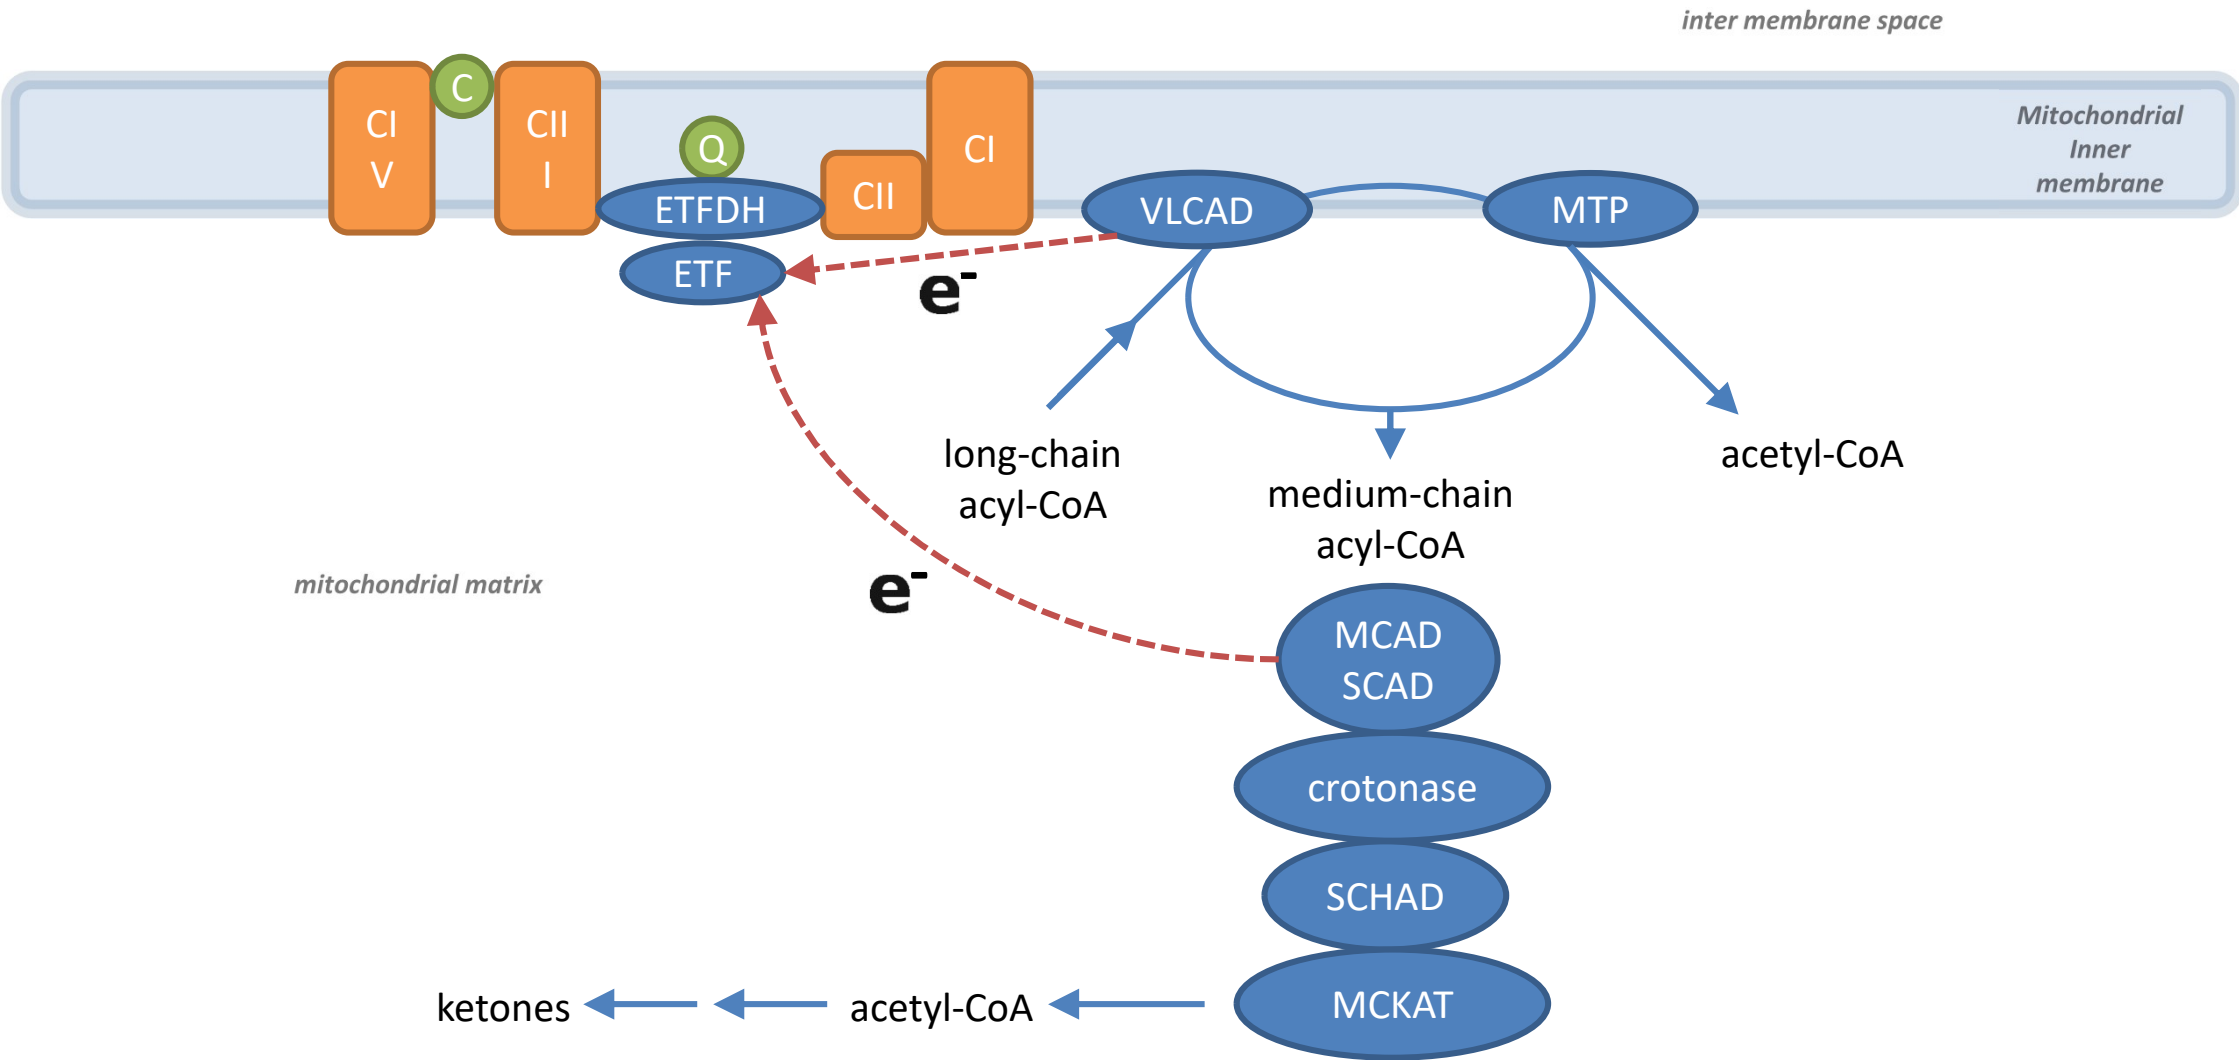 inter membrane space
CI
V
C
CII
I
Q
ETFDH
ETF
CII
CI
VLCAD
MTP
Mitochondrial
Inner
membrane
e-
long-chain
acyl-CoA
medium-chain
acyl-CoA
acetyl-CoA
mitochondrial matrix
e-
MCAD
SCAD
crotonase
SCHAD
MCKAT
acetyl-CoA
ketones